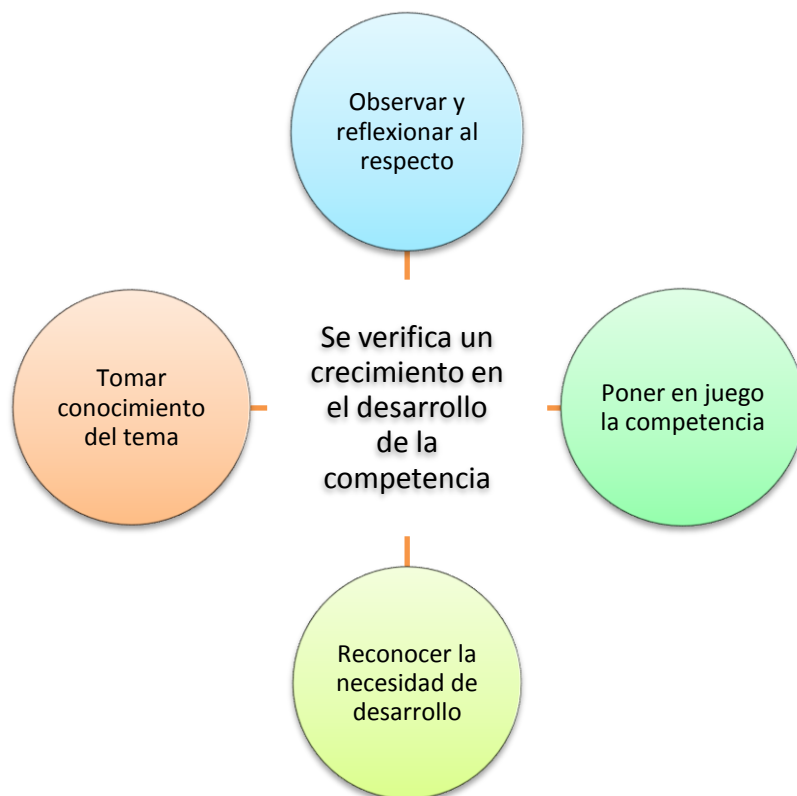 Observar y
reflexionar al
respecto
Se verifica un
crecimiento en
el desarrollo
de la
competencia
Tomar
conocimiento
del tema
Poner en juego
la competencia
Reconocer la
necesidad de
desarrollo